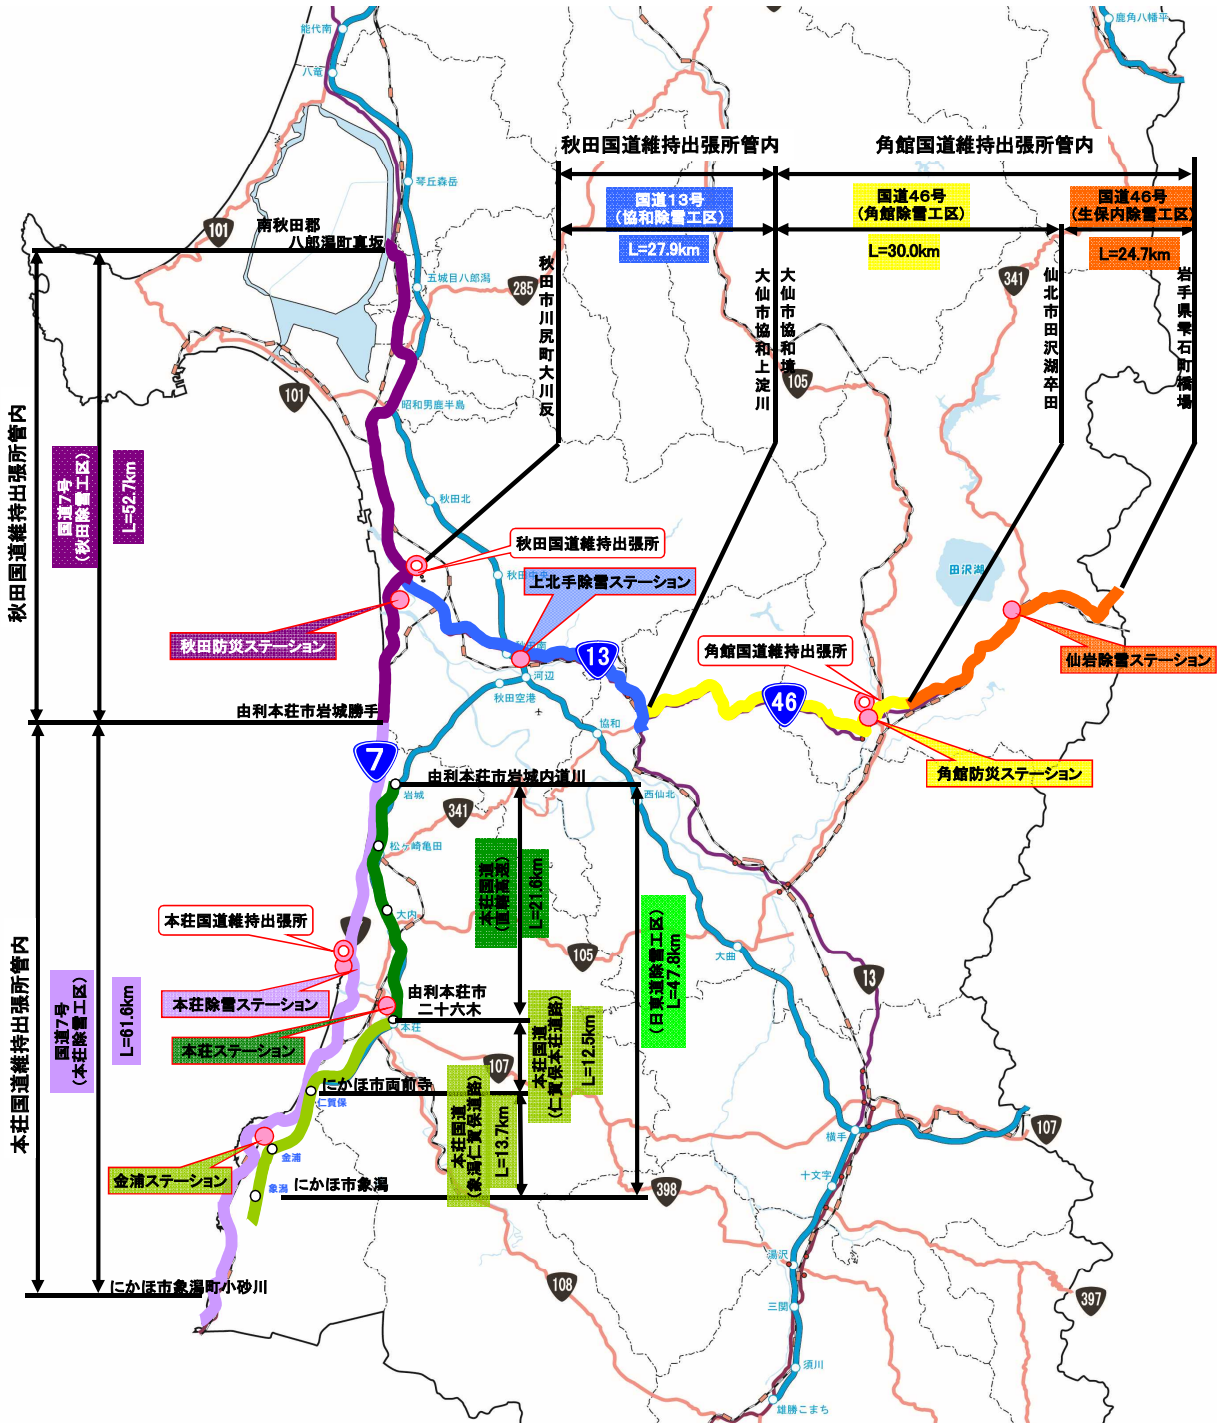 能代南
鹿角八幡平
八竜
秋田国道維持出張所管内
角館国道維持出張所管内
琴丘森岳
国道13号
(協和除雪工区)
L=27.9km
国道46号
(角館除雪工区)
L=30.0km
国道46号
(生保内除雪工区)
L=24.7km
101
南秋田郡
八郎潟町真坂
五城目八郎潟
285
341
秋田市川尻町大川反
大仙市協和上淀川
大仙市協和境
仙北市田沢湖卒田
岩手県雫石町橋場
101
105
昭和男鹿半島
秋田国道維持出張所管内
国道7号
(秋田除雪工区)
L=52.7km
秋田北
秋田国道維持出張所
田沢湖
上北手除雪ステーション
秋田防災ステーション
13
角館国道維持出張所
仙岩除雪ステーション
河辺
秋田空港
46
由利本荘市岩城勝手
協和
7
角館防災ステーション
由利本荘市岩城内道川
岩城
西仙北
341
松ヶ崎亀田
本荘国道
(直轄高速)
L=21.6km
本荘国道維持出張所
大内
105
大曲
(日東道除雪工区)
L=47.8km
13
本荘国道維持出張所管内
国道7号
(本荘除雪工区)
L=61.6km
本荘除雪ステーション
由利本荘市
二十六木
本荘
本荘ステーション
107
本荘国道
(仁賀保本荘道路)
L=12.5km
にかほ市両前寺
仁賀保
本荘国道
(象潟仁賀保道路)
L=13.7km
107
横手
金浦
金浦ステーション
十文字
象潟
にかほ市象潟
398
湯沢
108
にかほ市象潟町小砂川
397
三関
須川
雄勝こまち